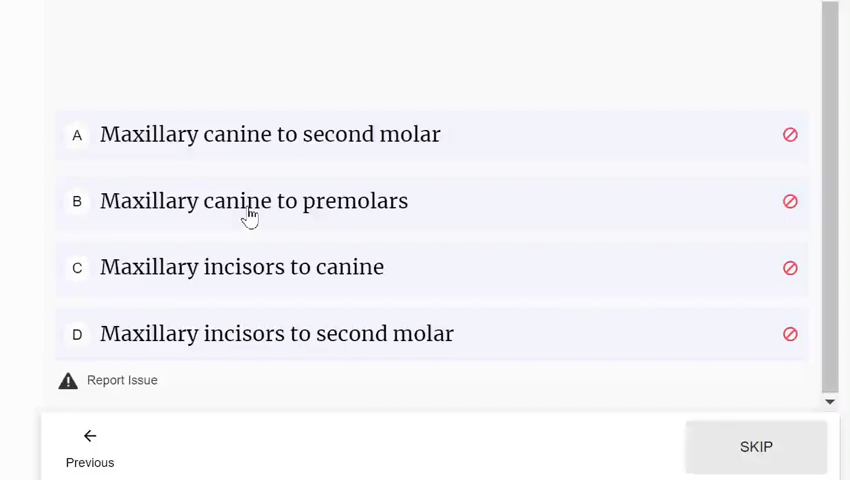 A Maxillary canine to second molar
B Maxillary canine to premolars
C Maxillary incisors to canine
D Maxillary incisors to second molar
Report Issue
Previous
SKIP